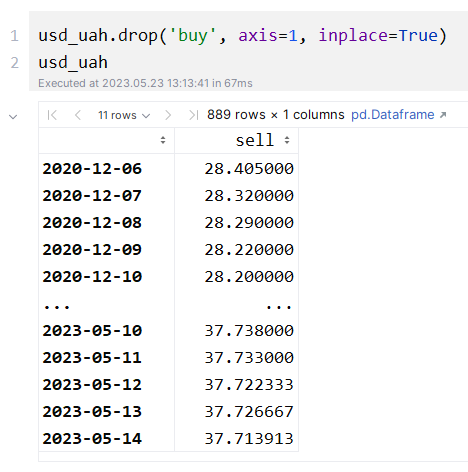 1 usd_uah.drop('buy', axis=1, inplace=True)
2 usd_uah
Executed at 2023.05.23 13:13:41 in 67ms
11 rows 889 rows × 1 columns pd.Dataframe
sell
2020-12-06 28.405000
2020-12-07 28.320000
2020-12-08 28.290000
2020-12-09 28.220000
2020-12-10 28.200000
... ...
2023-05-10 37.738000
2023-05-11 37.733000
2023-05-12 37.722333
2023-05-13 37.726667
2023-05-14 37.713913